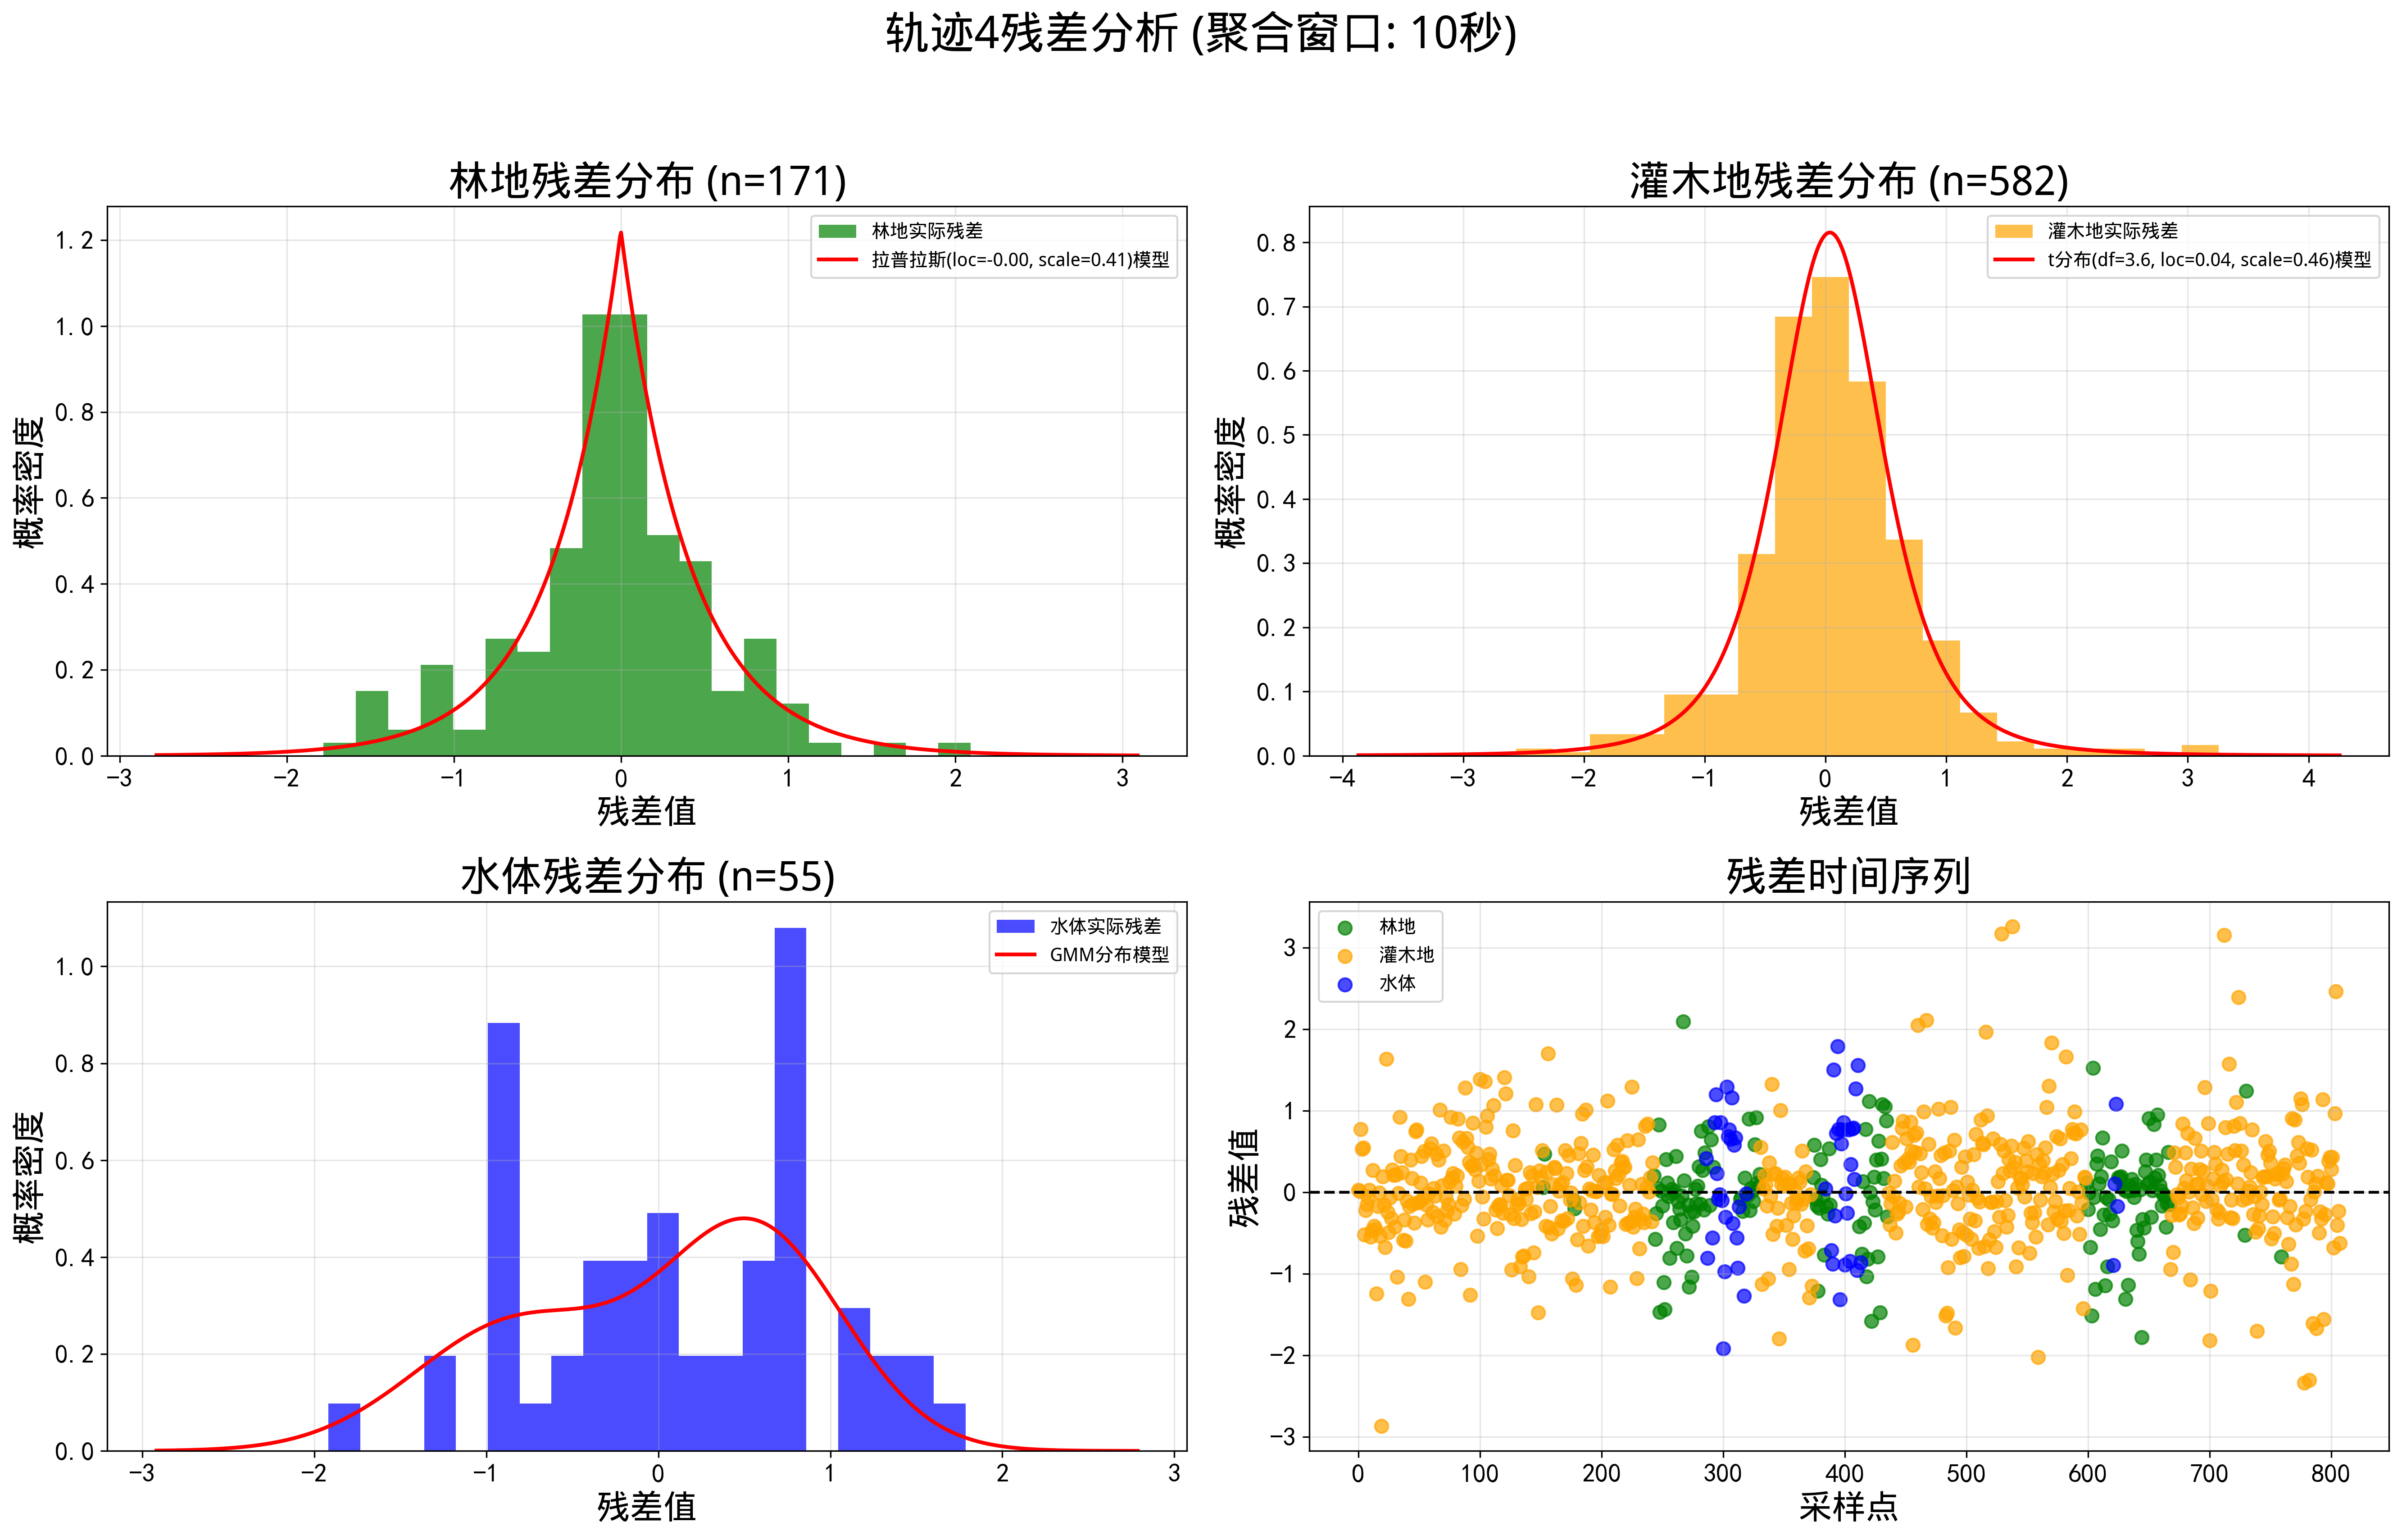 轨迹4残差分析 (聚合窗口: 10秒)
林地残差分布 (n=171)
概率密度
1.2
1.0
0.8
0.6
0.4
0.2
0.0
林地实际残差
拉普拉斯(loc=-0.00, scale=0.41)模型
−3 −2 −1 0 1 2 3
残差值
灌木地残差分布 (n=582)
概率密度
0.8
0.7
0.6
0.5
0.4
0.3
0.2
0.1
0.0
灌木地实际残差
t分布(df=3.6, loc=0.04, scale=0.46)模型
−4 −3 −2 −1 0 1 2 3 4
残差值
水体残差分布 (n=55)
概率密度
1.0
0.8
0.6
0.4
0.2
0.0
水体实际残差
GMM分布模型
−3 −2 −1 0 1 2 3
残差值
残差时间序列
残差值
3
2
1
0
−1
−2
−3
林地
灌木地
水体
0 100 200 300 400 500 600 700 800
采样点